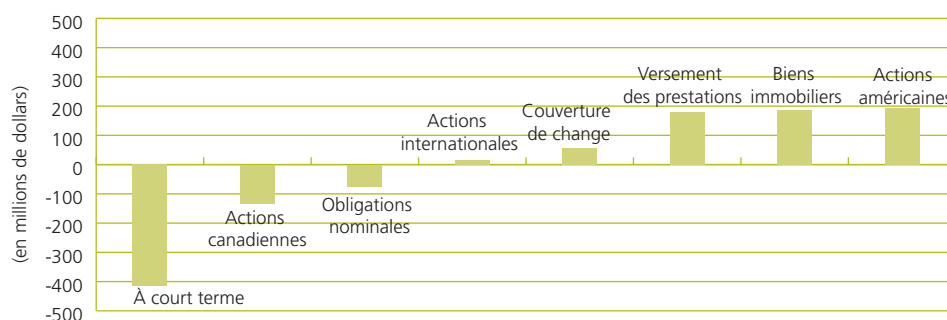 500
400
300
200
100
0
-100
-200
-300
-400
-500
(en millions de dollars)
À court terme
Actions
canadiennes
Obligations
nominales
Actions
internationales
Couverture
de change
Versement
des prestations
Biens
immobiliers
Actions
américaines